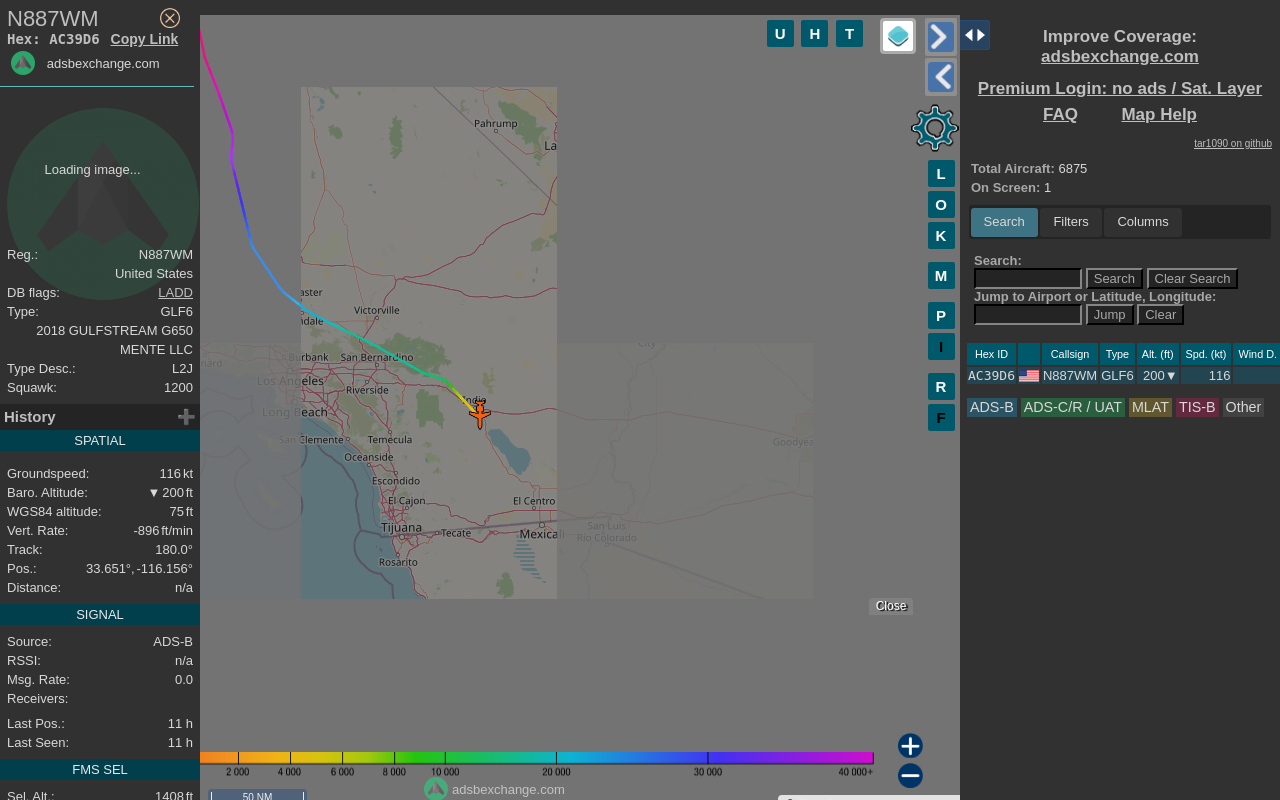 N887WM
Hex: AC39D6 Copy Link
adsbexchange.com
Loading image...
Reg.: N887WM
United States
DB flags: LADD
Type: GLF6
2018 GULFSTREAM G650
MENTE LLC
Type Desc.: L2J
Squawk: 1200
History
SPATIAL
Groundspeed: 116 kt
Baro. Altitude: ▼ 200 ft
WGS84 altitude: 75 ft
Vert. Rate: -896 ft/min
Track: 180.0°
Pos.: 33.651°, -116.156°
Distance: n/a
SIGNAL
Source: ADS-B
RSSI: n/a
Msg. Rate: 0.0
Receivers:
Last Pos.: 11 h
Last Seen: 11 h
FMS SEL
Sel. Alt.: 1408 ft
U H T
L
O
K
M
P
I
R
F
Pahrump
La
aster
dale
Victorville
Burbank
San Bernardino
Los Angeles
Riverside
Indio
Long Beach
San Clemente
Temecula
Oceanside
Escondido
El Cajon
El Centro
Tijuana
Tecate
Mexicali
San Luis
Río Colorado
Rosarito
Goodyear
City
nard
Close
2 000 4 000 6 000 8 000 10 000 20 000 30 000 40 000+
adsbexchange.com
50 NM
Improve Coverage:
adsbexchange.com
Premium Login: no ads / Sat. Layer
FAQ Map Help
tar1090 on github
Total Aircraft: 6875
On Screen: 1
Search Filters Columns
Search:
Search Clear Search
Jump to Airport or Latitude, Longitude:
Jump Clear
Hex ID Callsign Type Alt. (ft) Spd. (kt) Wind D.
AC39D6 N887WM GLF6 200▼ 116
ADS-B ADS-C/R / UAT MLAT TIS-B Other